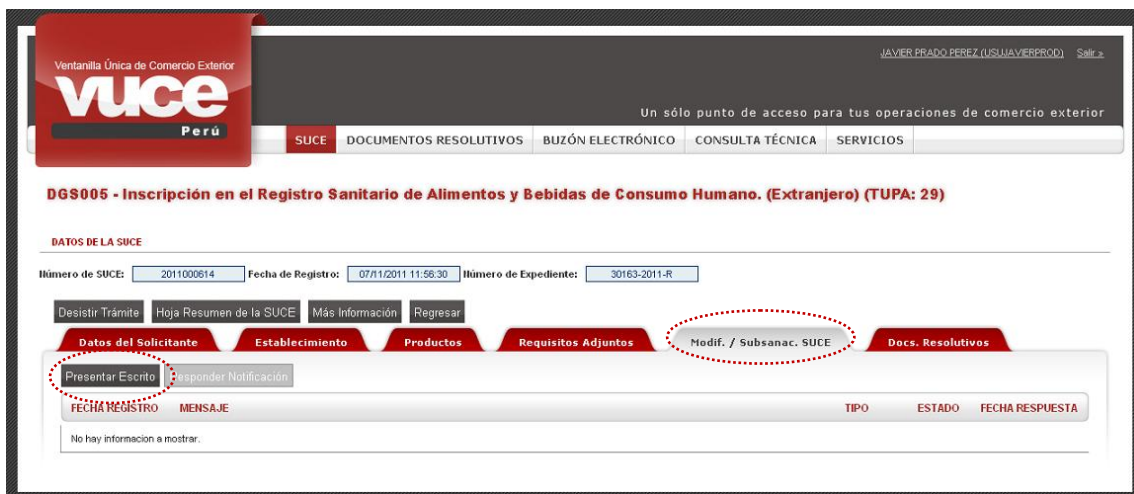 Ventanilla Única de Comercio Exterior
vuce
Perú
JAVIER PRADO PEREZ (USUJAVIERPROD) Salir »
Un sólo punto de acceso para tus operaciones de comercio exterior
SUCE DOCUMENTOS RESOLUTIVOS BUZÓN ELECTRÓNICO CONSULTA TÉCNICA SERVICIOS
DGS005 - Inscripción en el Registro Sanitario de Alimentos y Bebidas de Consumo Humano. (Extranjero) (TUPA: 29)
DATOS DE LA SUCE
Número de SUCE: 2011000614 Fecha de Registro: 07/11/2011 11:56:30 Número de Expediente: 30163-2011-R
Desistir Trámite Hoja Resumen de la SUCE Más Información Regresar
Datos del Solicitante Establecimiento Productos Requisitos Adjuntos Modif. / Subsanac. SUCE Docs. Resolutivos
Presentar Escrito Responder Notificación
FECHA REGISTRO MENSAJE TIPO ESTADO FECHA RESPUESTA
No hay informacion a mostrar.